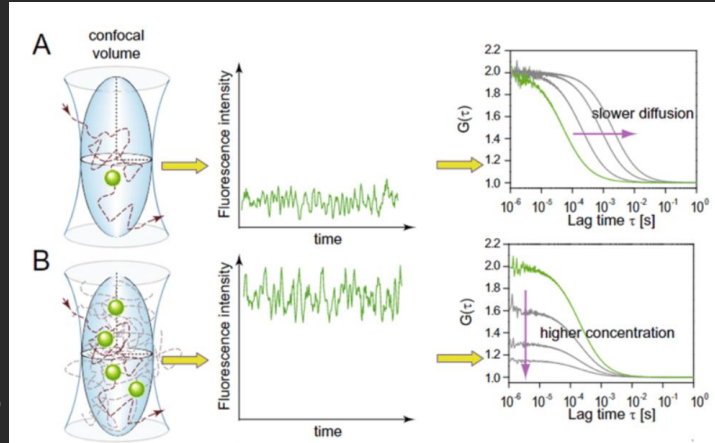 A
confocal
volume
Fluorescence intensity
time
G(τ)
2.2
2.0
1.8
1.6
1.4
1.2
1.0
slower diffusion
10⁻⁶ 10⁻⁵ 10⁻⁴ 10⁻³ 10⁻² 10⁻¹ 10⁰
Lag time τ [s]
B
Fluorescence intensity
time
G(τ)
2.2
2.0
1.8
1.6
1.4
1.2
1.0
higher concentration
10⁻⁶ 10⁻⁵ 10⁻⁴ 10⁻³ 10⁻² 10⁻¹ 10⁰
Lag time τ [s]